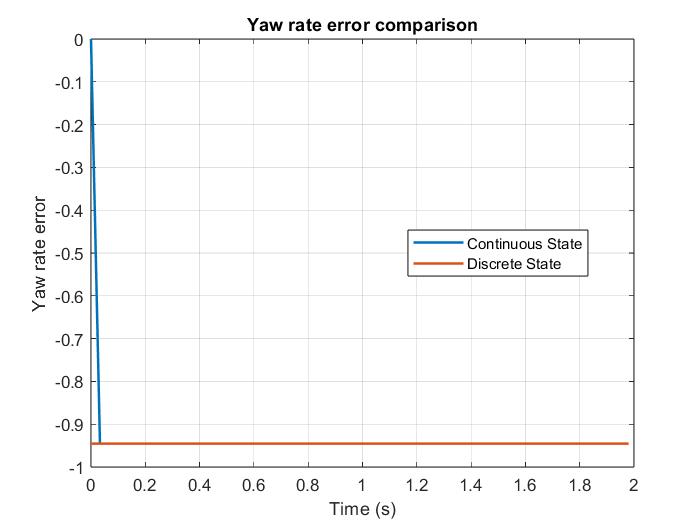 Yaw rate error comparison
0
-0.1
-0.2
-0.3
-0.4
-0.5
-0.6
-0.7
-0.8
-0.9
-1
Yaw rate error
Continuous State
Discrete State
0 0.2 0.4 0.6 0.8 1 1.2 1.4 1.6 1.8 2
Time (s)